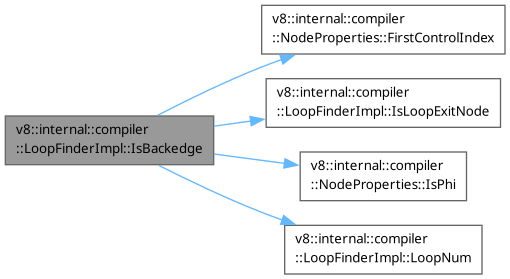 v8::internal::compiler
::LoopFinderImpl::IsBackedge
v8::internal::compiler
::NodeProperties::FirstControlIndex
v8::internal::compiler
::LoopFinderImpl::IsLoopExitNode
v8::internal::compiler
::NodeProperties::IsPhi
v8::internal::compiler
::LoopFinderImpl::LoopNum